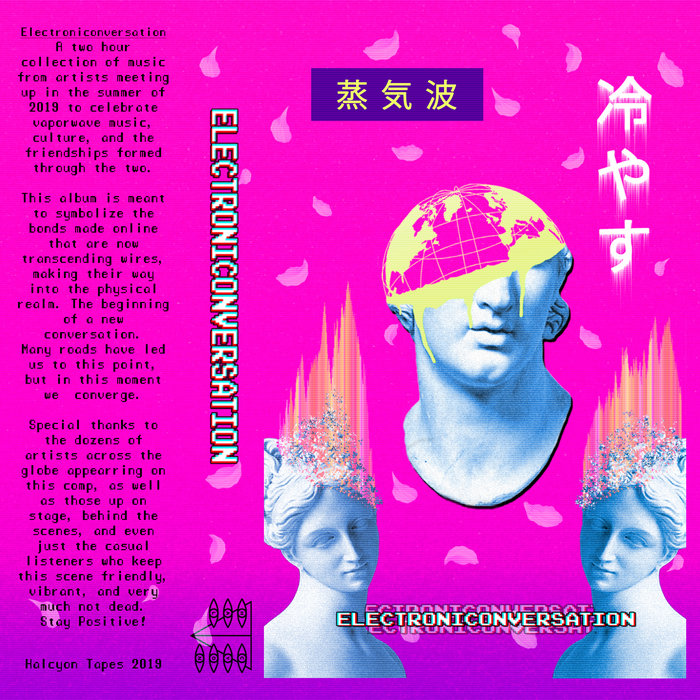 Electroniconversation
A two hour
collection of music
from artists meeting
up in the summer of
2019 to celebrate
vaporwave music,
culture, and the
friendships formed
through the two.
This album is meant
to symbolize the
bonds made online
that are now
transcending wires,
making their way
into the physical
realm. The beginning
of a new
conversation.
Many roads have led
us to this point,
but in this moment
we converge.
Special thanks to
the dozens of
artists across the
globe appearring on
this comp, as well
as those up on
stage, behind the
scenes, and even
just the casual
listeners who keep
this scene friendly,
vibrant, and very
much not dead.
Stay Positive!
Halcyon Tapes 2019
ELECTRONICONVERSATION
蒸気波
冷やす
ECTRONICONVERSATI
ELECTRONICONVERSATION
ECTRONICONVERSAT